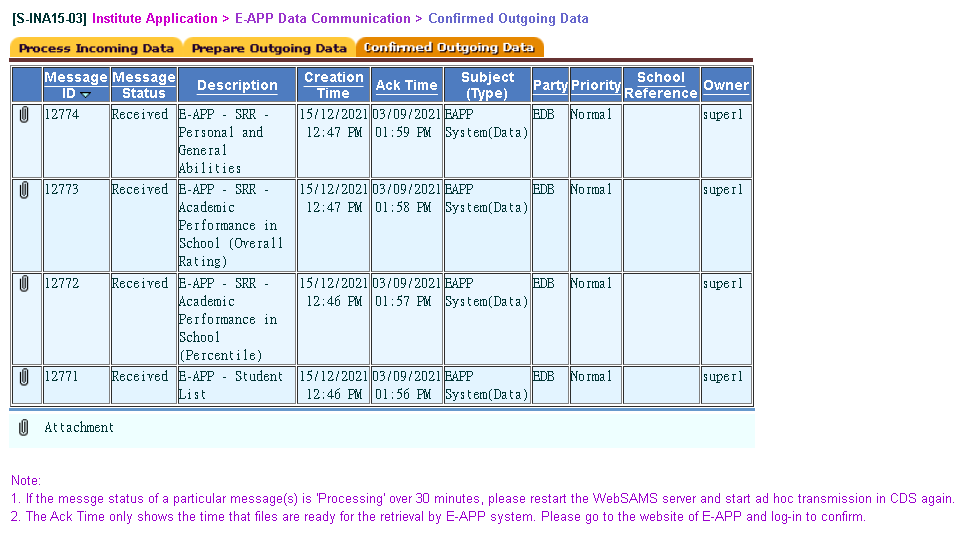 [S-INA15-03] Institute Application > E-APP Data Communication > Confirmed Outgoing Data
Process Incoming Data Prepare Outgoing Data Confirmed Outgoing Data
Message ID Message Status Description Creation Time Ack Time Subject (Type) Party Priority School Reference Owner
12774 Received E-APP - SRR - 15/12/2021 03/09/2021 EAPP EDB Normal super1
Personal and 12:47 PM 01:59 PM System(Data)
General
Abilities
12773 Received E-APP - SRR - 15/12/2021 03/09/2021 EAPP EDB Normal super1
Academic 12:47 PM 01:58 PM System(Data)
Performance in
School (Overall
Rating)
12772 Received E-APP - SRR - 15/12/2021 03/09/2021 EAPP EDB Normal super1
Academic 12:46 PM 01:57 PM System(Data)
Performance in
School
(Percentile)
12771 Received E-APP - Student 15/12/2021 03/09/2021 EAPP EDB Normal super1
List 12:46 PM 01:56 PM System(Data)
Attachment
Note:
1. If the messge status of a particular message(s) is 'Processing' over 30 minutes, please restart the WebSAMS server and start ad hoc transmission in CDS again.
2. The Ack Time only shows the time that files are ready for the retrieval by E-APP system. Please go to the website of E-APP and log-in to confirm.